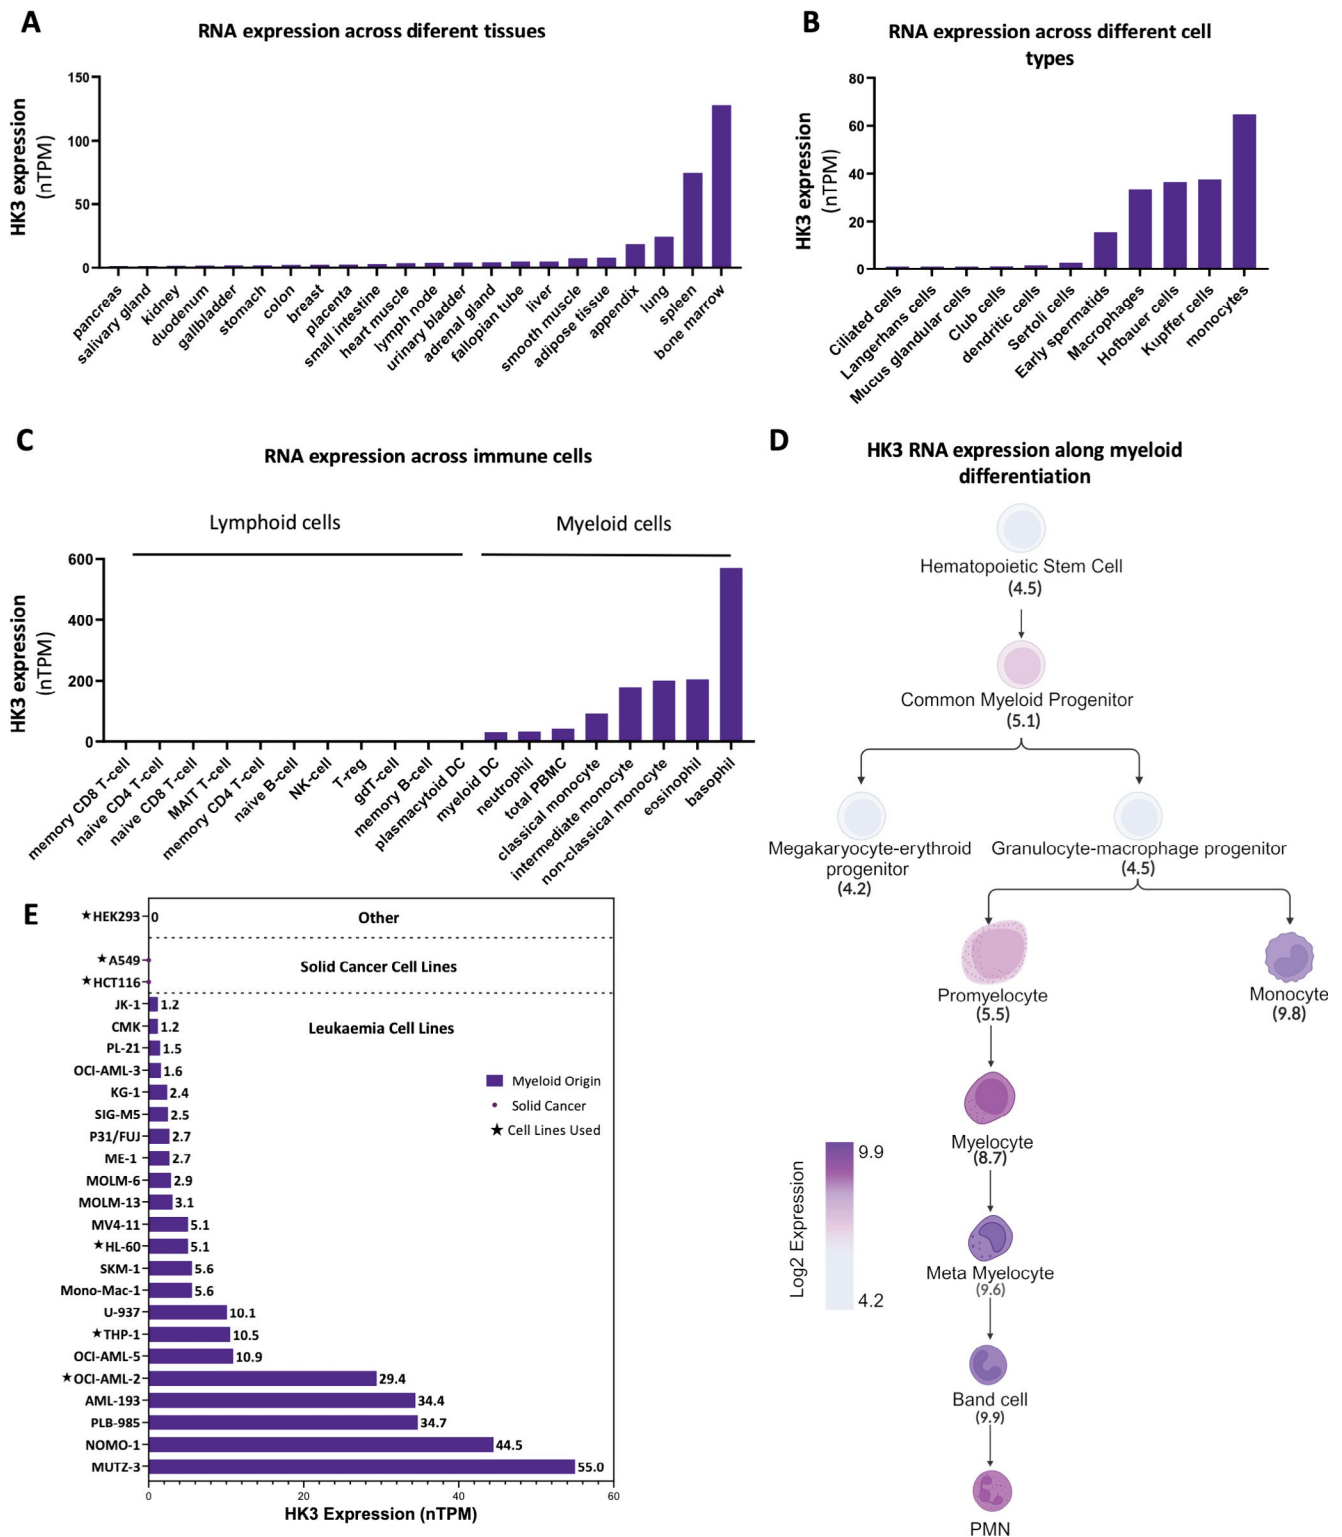 A
RNA expression across diferent tissues
HK3 expression
(nTPM)
150
100
50
0
pancreas
salivary gland
kidney
duodenum
gallbladder
stomach
colon
breast
placenta
small intestine
heart muscle
lymph node
urinary bladder
adrenal gland
fallopian tube
liver
smooth muscle
adipose tissue
appendix
lung
spleen
bone marrow
B
RNA expression across different cell
types
HK3 expression
(nTPM)
80
60
40
20
0
Ciliated cells
Langerhans cells
Mucus glandular cells
Club cells
dendritic cells
Sertoli cells
Early spermatids
Macrophages
Hofbauer cells
Kupffer cells
monocytes
C
RNA expression across immune cells
Lymphoid cells
Myeloid cells
HK3 expression
(nTPM)
600
400
200
0
memory CD8 T-cell
naive CD4 T-cell
naive CD8 T-cell
MAIT T-cell
memory CD4 T-cell
naive B-cell
NK-cell
T-reg
gdT-cell
memory B-cell
plasmacytoid DC
myeloid DC
neutrophil
total PBMC
classical monocyte
intermediate monocyte
non-classical monocyte
eosinophil
basophil
D
HK3 RNA expression along myeloid
differentiation
Hematopoietic Stem Cell
(4.5)
Common Myeloid Progenitor
(5.1)
Megakaryocyte-erythroid
progenitor
(4.2)
Granulocyte-macrophage progenitor
(4.5)
Promyelocyte
(5.5)
Monocyte
(9.8)
Myelocyte
(8.7)
Meta Myelocyte
(9.6)
Band cell
(9.9)
PMN
Log2 Expression
9.9
4.2
E
★HEK293 0
Other
★A549
★HCT116
Solid Cancer Cell Lines
JK-1 1.2
CMK 1.2
Leukaemia Cell Lines
PL-21 1.5
OCI-AML-3 1.6
KG-1 2.4
SIG-M5 2.5
P31/FUJ 2.7
ME-1 2.7
MOLM-6 2.9
MOLM-13 3.1
MV4-11 5.1
★HL-60 5.1
SKM-1 5.6
Mono-Mac-1 5.6
U-937 10.1
★THP-1 10.5
OCI-AML-5 10.9
★OCI-AML-2 29.4
AML-193 34.4
PLB-985 34.7
NOMO-1 44.5
MUTZ-3 55.0
Myeloid Origin
Solid Cancer
★ Cell Lines Used
0 20 40 60
HK3 Expression (nTPM)